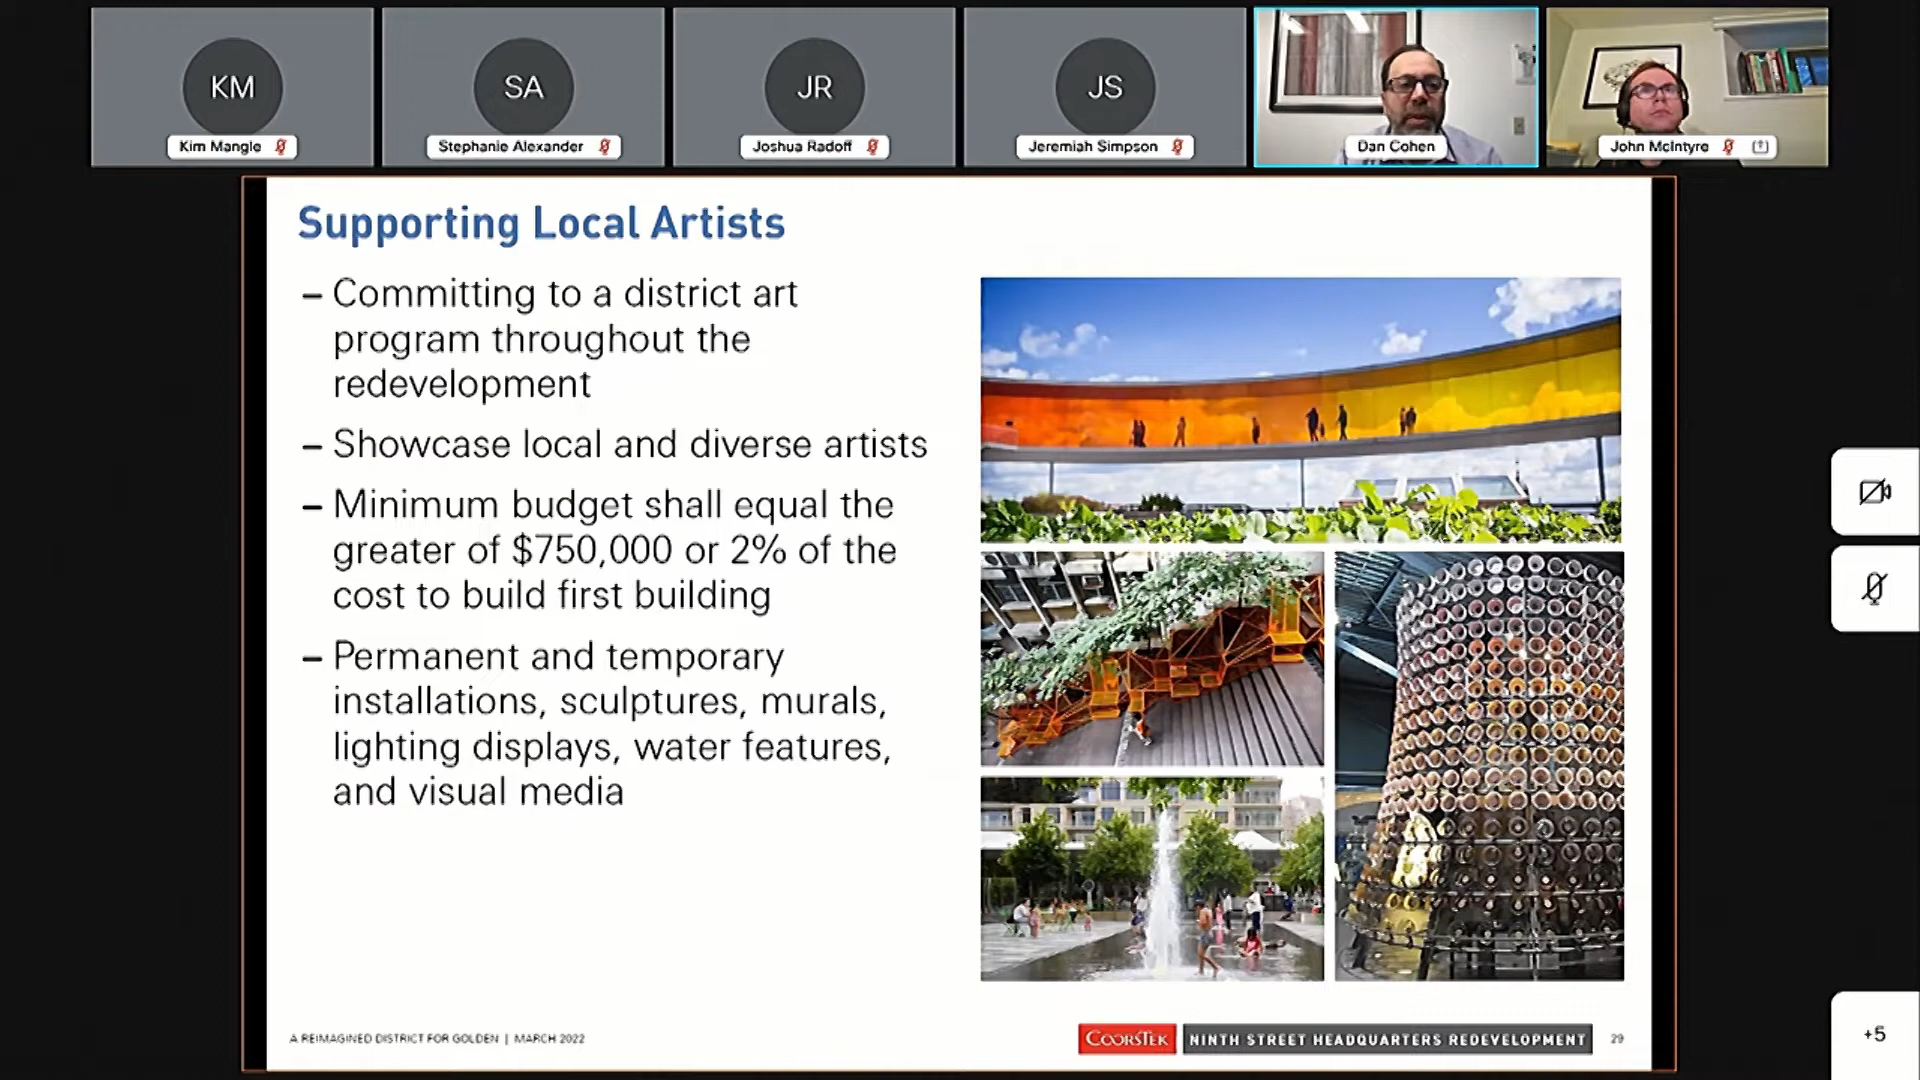 KM
SA
JR
JS
Kim Mangle
Stephanie Alexander
Joshua Radoff
Jeremiah Simpson
Dan Cohen
John McIntyre
Supporting Local Artists
– Committing to a district art
program throughout the
redevelopment
– Showcase local and diverse artists
– Minimum budget shall equal the
greater of $750,000 or 2% of the
cost to build first building
– Permanent and temporary
installations, sculptures, murals,
lighting displays, water features,
and visual media
A REIMAGINED DISTRICT FOR GOLDEN | MARCH 2022
COORSTEK
NINTH STREET HEADQUARTERS REDEVELOPMENT
29
+5